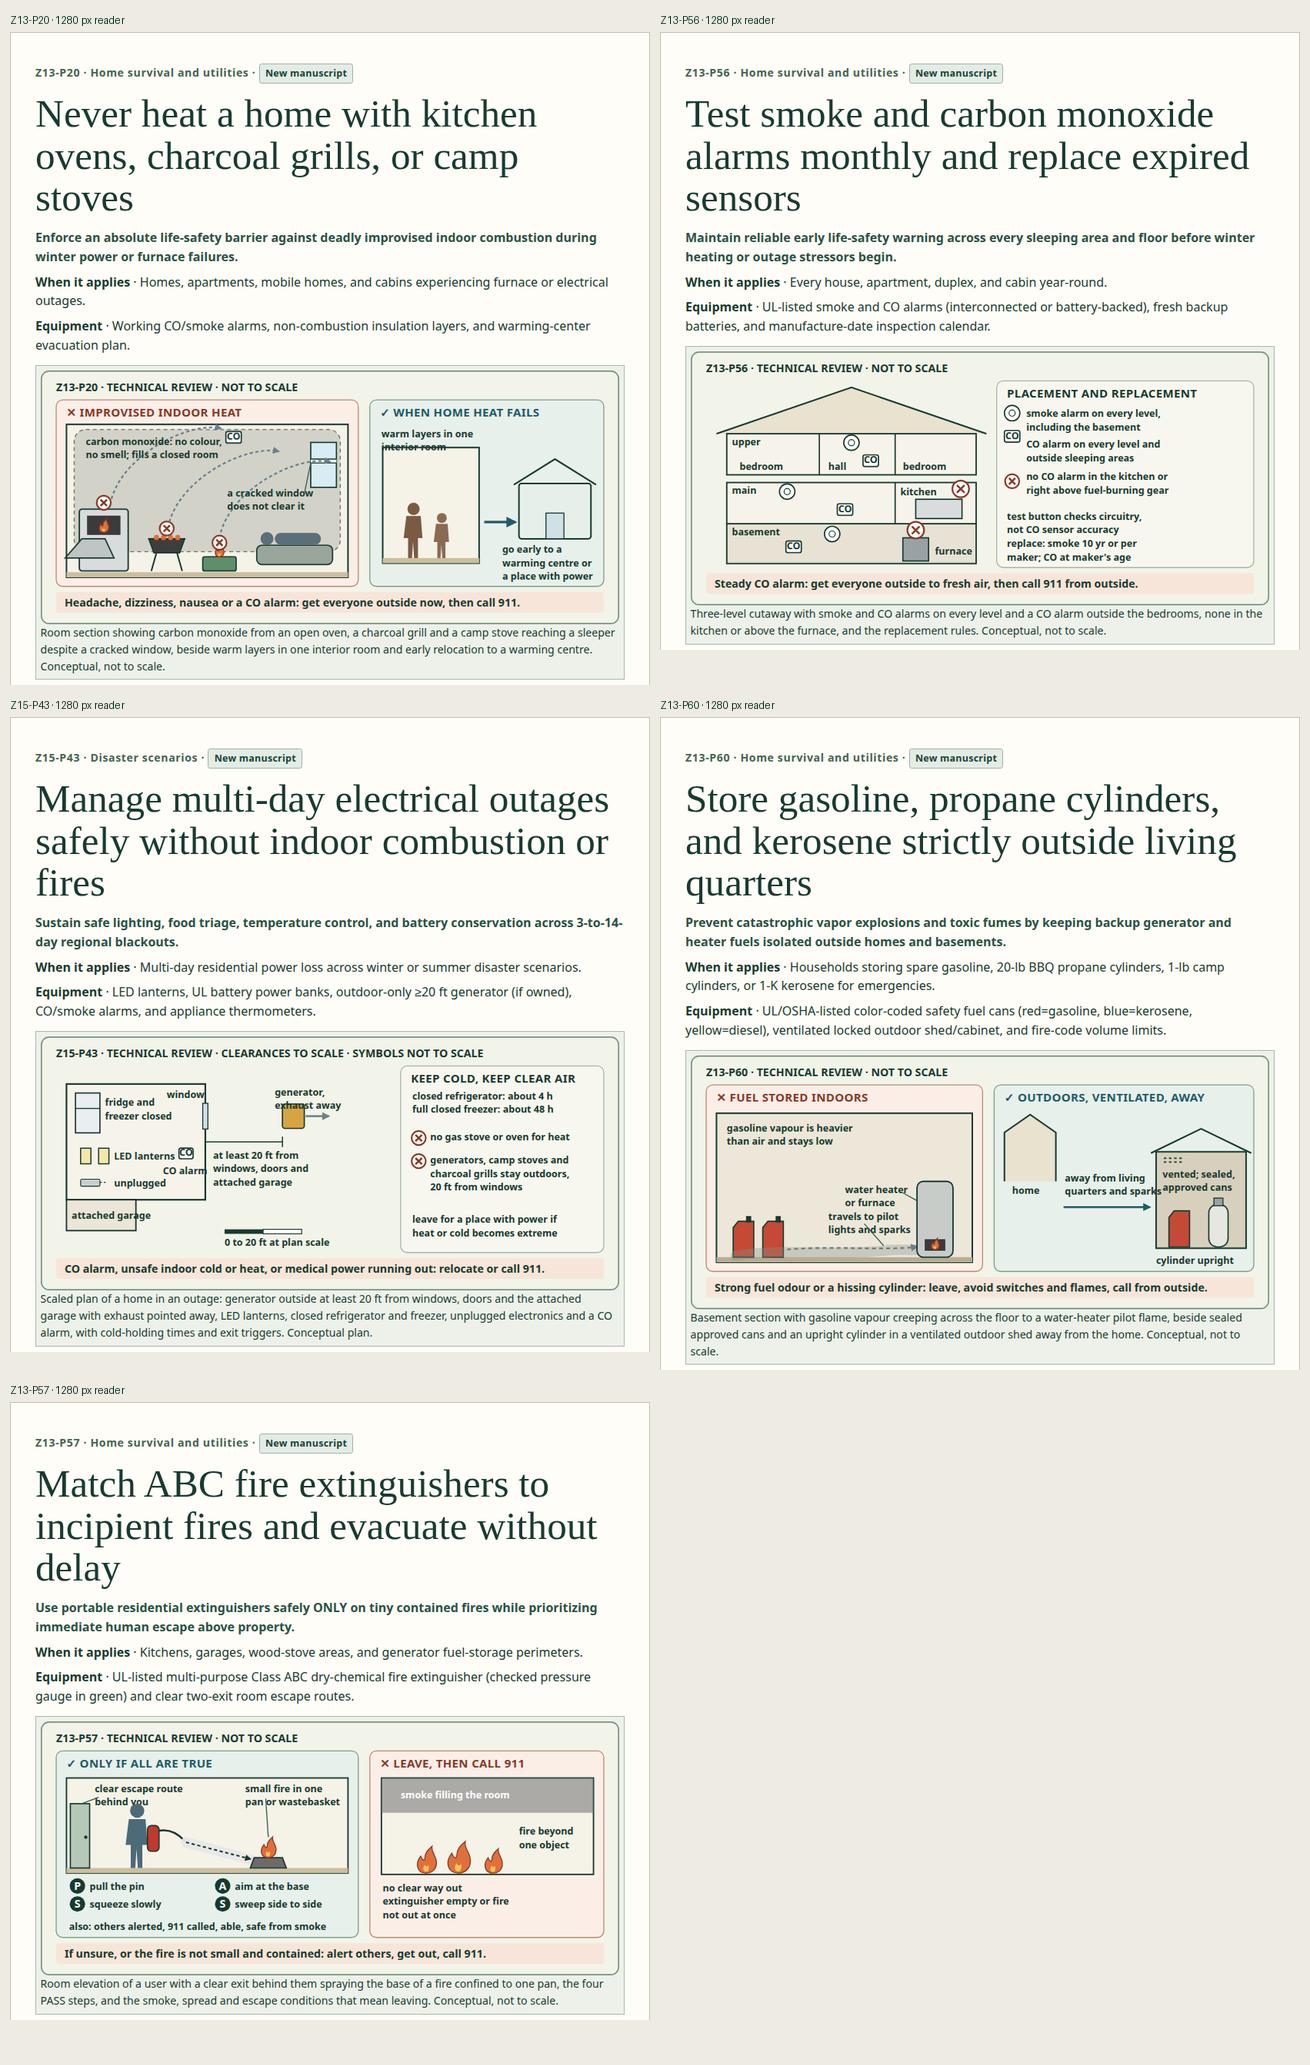 Z13-P20 · 1280 px reader
Z13-P20 · Home survival and utilities · New manuscript
Never heat a home with kitchen
ovens, charcoal grills, or camp
stoves
Enforce an absolute life-safety barrier against deadly improvised indoor combustion during
winter power or furnace failures.
When it applies · Homes, apartments, mobile homes, and cabins experiencing furnace or electrical
outages.
Equipment · Working CO/smoke alarms, non-combustion insulation layers, and warming-center
evacuation plan.
Z13-P20 · TECHNICAL REVIEW · NOT TO SCALE
✕ IMPROVISED INDOOR HEAT
carbon monoxide: no colour,
no smell; fills a closed room
CO
a cracked window
does not clear it
✓ WHEN HOME HEAT FAILS
warm layers in one
interior room
go early to a
warming centre or
a place with power
Headache, dizziness, nausea or a CO alarm: get everyone outside now, then call 911.
Room section showing carbon monoxide from an open oven, a charcoal grill and a camp stove reaching a sleeper
despite a cracked window, beside warm layers in one interior room and early relocation to a warming centre.
Conceptual, not to scale.
Z13-P56 · 1280 px reader
Z13-P56 · Home survival and utilities · New manuscript
Test smoke and carbon monoxide
alarms monthly and replace expired
sensors
Maintain reliable early life-safety warning across every sleeping area and floor before winter
heating or outage stressors begin.
When it applies · Every house, apartment, duplex, and cabin year-round.
Equipment · UL-listed smoke and CO alarms (interconnected or battery-backed), fresh backup
batteries, and manufacture-date inspection calendar.
Z13-P56 · TECHNICAL REVIEW · NOT TO SCALE
upper
bedroom
hall
CO
bedroom
main
CO
kitchen
basement
CO
furnace
PLACEMENT AND REPLACEMENT
smoke alarm on every level,
including the basement
CO
CO alarm on every level and
outside sleeping areas
no CO alarm in the kitchen or
right above fuel-burning gear
test button checks circuitry,
not CO sensor accuracy
replace: smoke 10 yr or per
maker; CO at maker's age
Steady CO alarm: get everyone outside to fresh air, then call 911 from outside.
Three-level cutaway with smoke and CO alarms on every level and a CO alarm outside the bedrooms, none in the
kitchen or above the furnace, and the replacement rules. Conceptual, not to scale.
Z15-P43 · 1280 px reader
Z15-P43 · Disaster scenarios · New manuscript
Manage multi-day electrical outages
safely without indoor combustion or
fires
Sustain safe lighting, food triage, temperature control, and battery conservation across 3-to-14-
day regional blackouts.
When it applies · Multi-day residential power loss across winter or summer disaster scenarios.
Equipment · LED lanterns, UL battery power banks, outdoor-only ≥20 ft generator (if owned),
CO/smoke alarms, and appliance thermometers.
Z15-P43 · TECHNICAL REVIEW · CLEARANCES TO SCALE · SYMBOLS NOT TO SCALE
window
fridge and
freezer closed
LED lanterns
CO
CO alarm
unplugged
attached garage
generator,
exhaust away
at least 20 ft from
windows, doors and
attached garage
0 to 20 ft at plan scale
KEEP COLD, KEEP CLEAR AIR
closed refrigerator: about 4 h
full closed freezer: about 48 h
no gas stove or oven for heat
generators, camp stoves and
charcoal grills stay outdoors,
20 ft from windows
leave for a place with power if
heat or cold becomes extreme
CO alarm, unsafe indoor cold or heat, or medical power running out: relocate or call 911.
Scaled plan of a home in an outage: generator outside at least 20 ft from windows, doors and the attached
garage with exhaust pointed away, LED lanterns, closed refrigerator and freezer, unplugged electronics and a CO
alarm, with cold-holding times and exit triggers. Conceptual plan.
Z13-P60 · 1280 px reader
Z13-P60 · Home survival and utilities · New manuscript
Store gasoline, propane cylinders,
and kerosene strictly outside living
quarters
Prevent catastrophic vapor explosions and toxic fumes by keeping backup generator and
heater fuels isolated outside homes and basements.
When it applies · Households storing spare gasoline, 20-lb BBQ propane cylinders, 1-lb camp
cylinders, or 1-K kerosene for emergencies.
Equipment · UL/OSHA-listed color-coded safety fuel cans (red=gasoline, blue=kerosene,
yellow=diesel), ventilated locked outdoor shed/cabinet, and fire-code volume limits.
Z13-P60 · TECHNICAL REVIEW · NOT TO SCALE
✕ FUEL STORED INDOORS
gasoline vapour is heavier
than air and stays low
water heater
or furnace
travels to pilot
lights and sparks
✓ OUTDOORS, VENTILATED, AWAY
home
away from living
quarters and sparks
vented; sealed,
approved cans
cylinder upright
Strong fuel odour or a hissing cylinder: leave, avoid switches and flames, call from outside.
Basement section with gasoline vapour creeping across the floor to a water-heater pilot flame, beside sealed
approved cans and an upright cylinder in a ventilated outdoor shed away from the home. Conceptual, not to
scale.
Z13-P57 · 1280 px reader
Z13-P57 · Home survival and utilities · New manuscript
Match ABC fire extinguishers to
incipient fires and evacuate without
delay
Use portable residential extinguishers safely ONLY on tiny contained fires while prioritizing
immediate human escape above property.
When it applies · Kitchens, garages, wood-stove areas, and generator fuel-storage perimeters.
Equipment · UL-listed multi-purpose Class ABC dry-chemical fire extinguisher (checked pressure
gauge in green) and clear two-exit room escape routes.
Z13-P57 · TECHNICAL REVIEW · NOT TO SCALE
✓ ONLY IF ALL ARE TRUE
clear escape route
behind you
small fire in one
pan or wastebasket
P pull the pin
A aim at the base
S squeeze slowly
S sweep side to side
also: others alerted, 911 called, able, safe from smoke
✕ LEAVE, THEN CALL 911
smoke filling the room
fire beyond
one object
no clear way out
extinguisher empty or fire
not out at once
If unsure, or the fire is not small and contained: alert others, get out, call 911.
Room elevation of a user with a clear exit behind them spraying the base of a fire confined to one pan, the four
PASS steps, and the smoke, spread and escape conditions that mean leaving. Conceptual, not to scale.